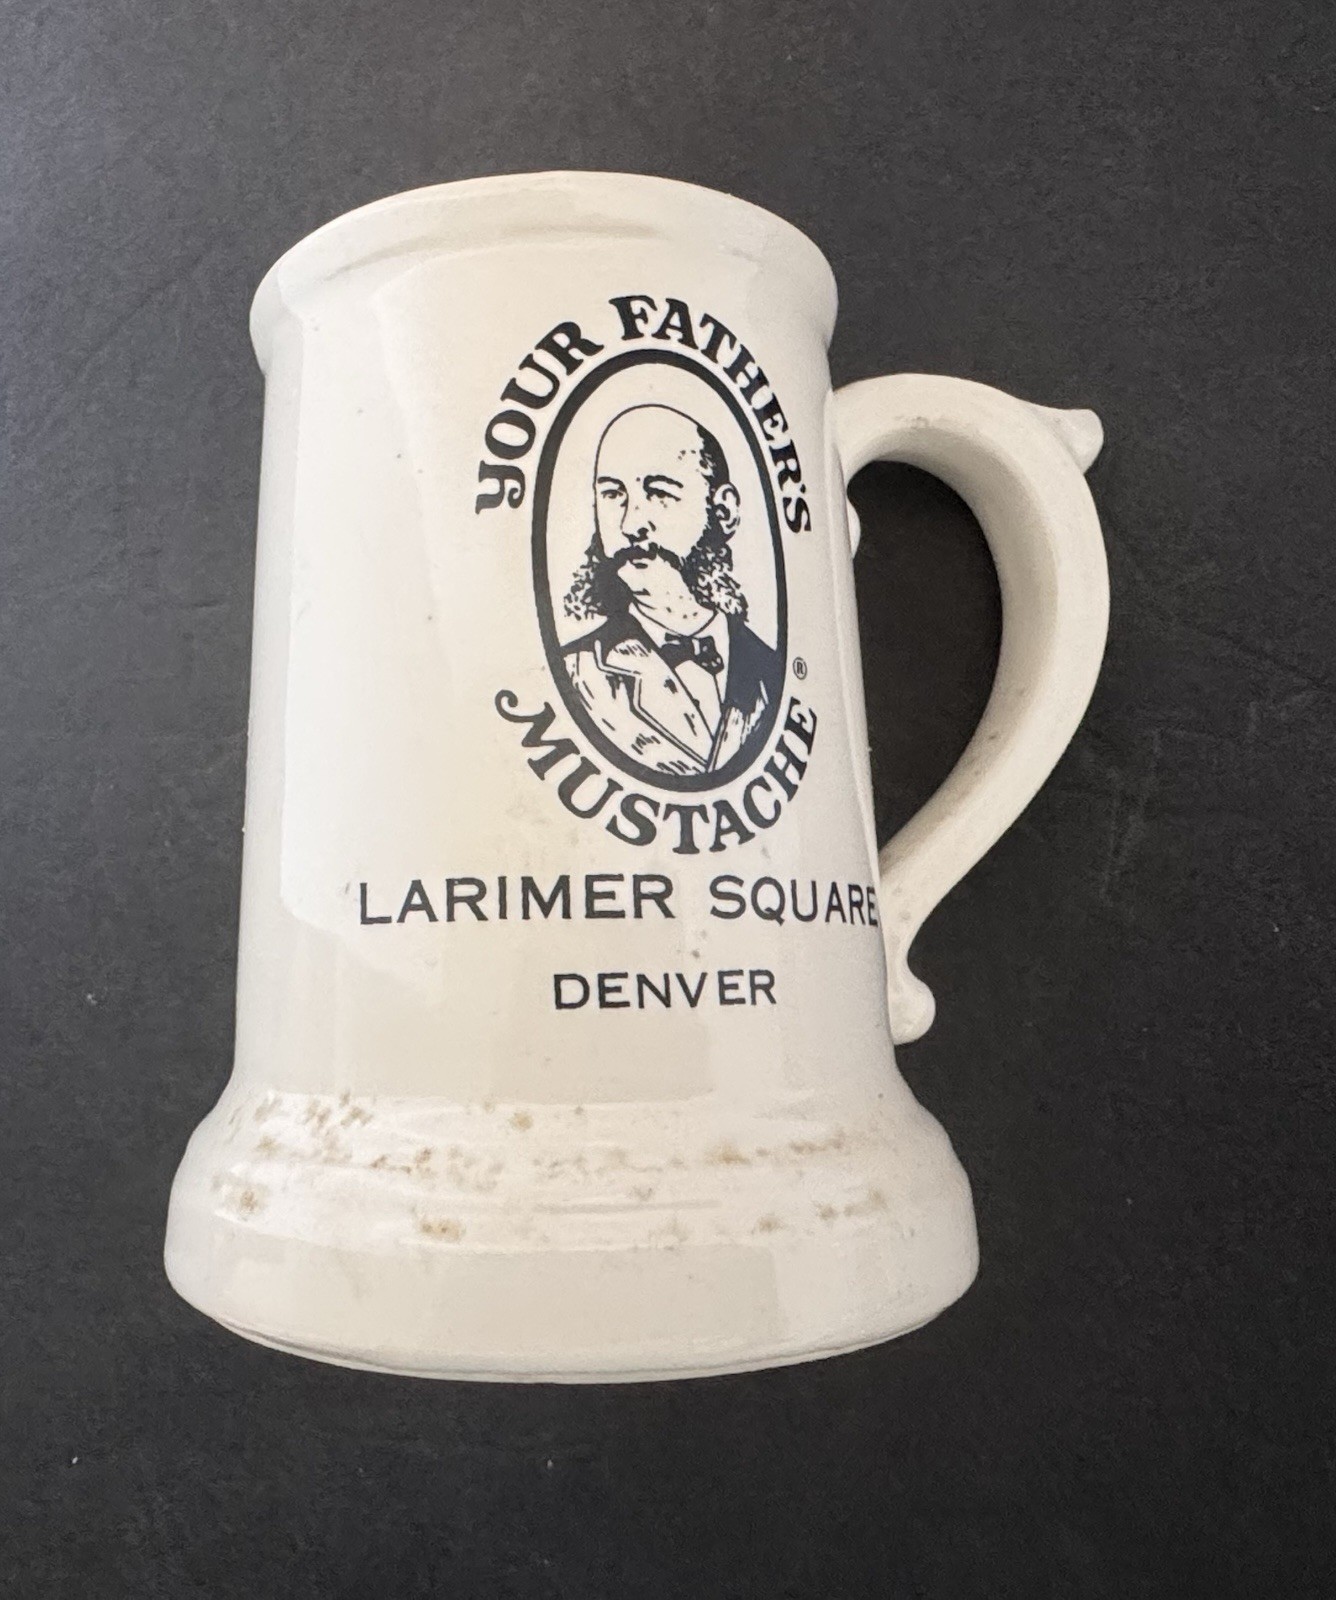 YOUR FATHER'S
MUSTACHE ®
LARIMER SQUARE
DENVER